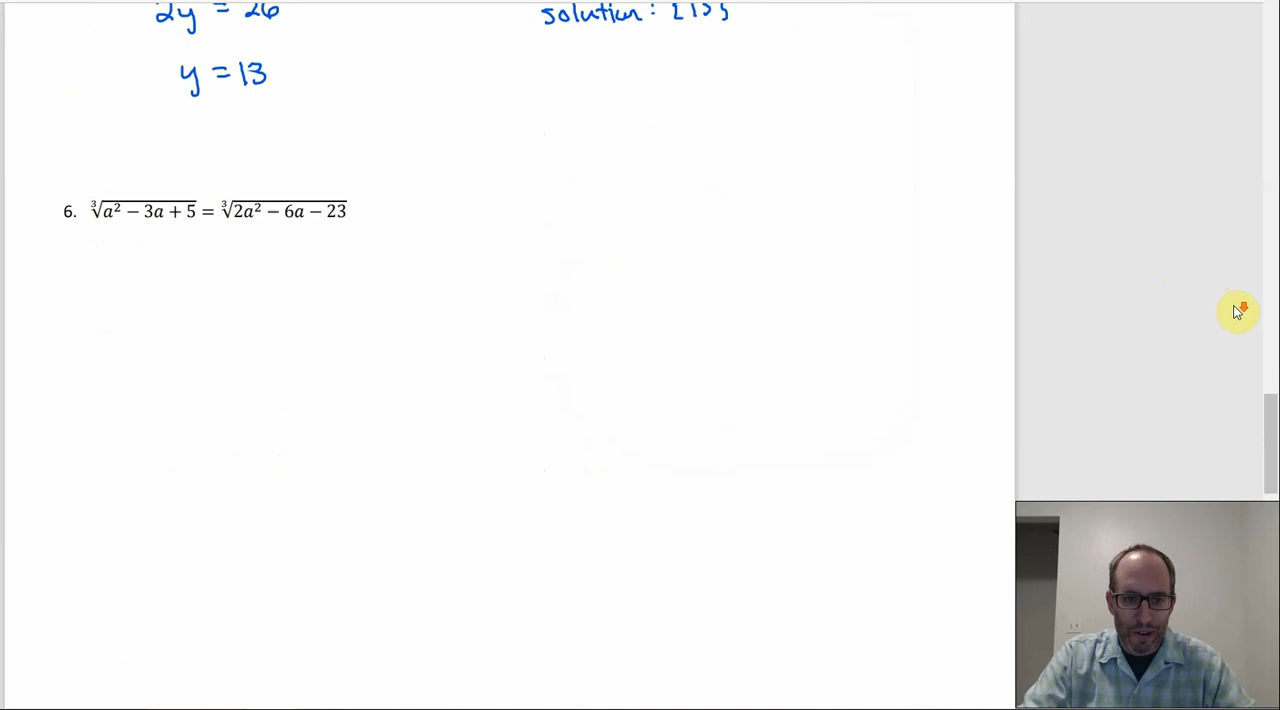 2y = 26
solution: {13}
y = 13
6. ∛(a² − 3a + 5) = ∛(2a² − 6a − 23)